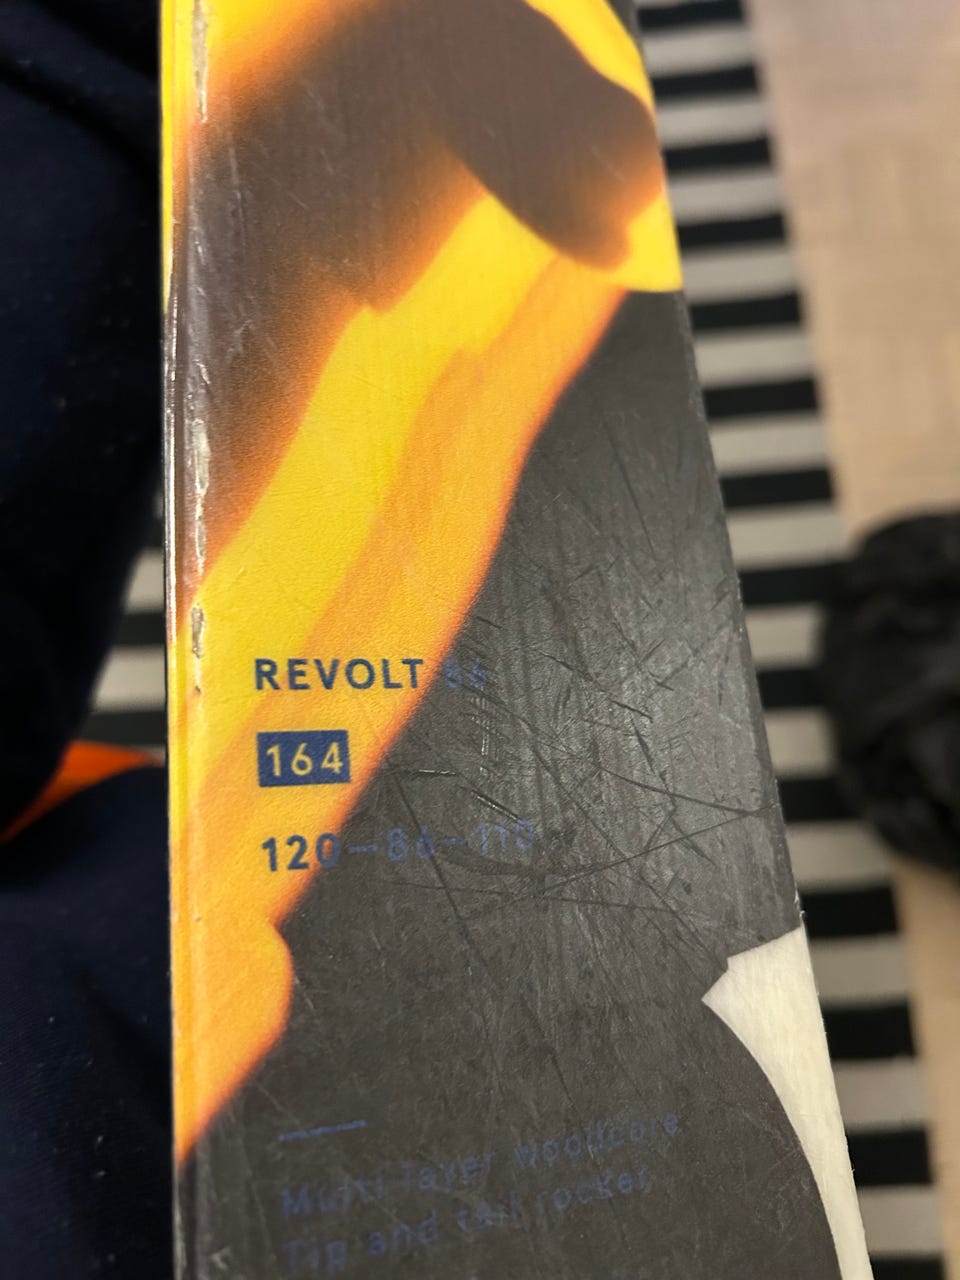 REVOLT 86
164
120-86-110
Multi layer woodcore
Tip and tail rocker